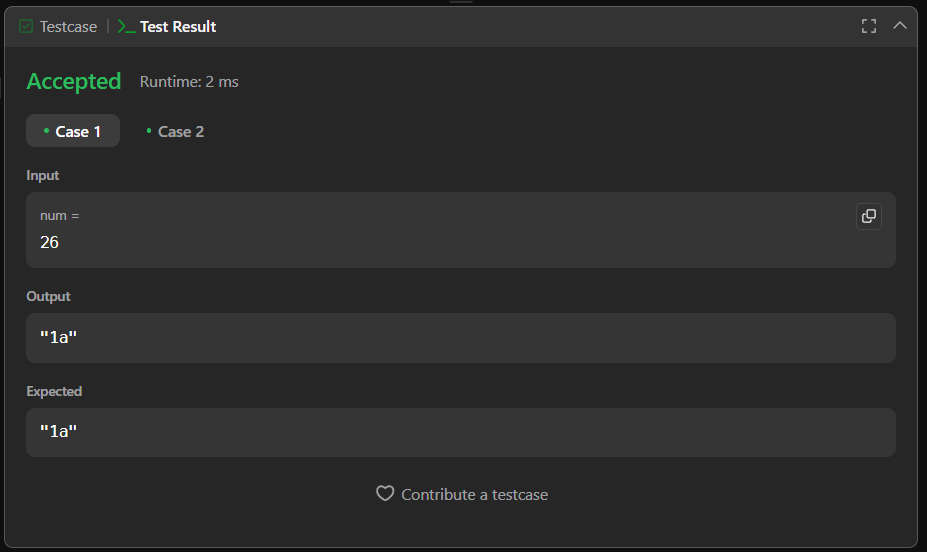 Testcase | >_ Test Result
Accepted Runtime: 2 ms
• Case 1 • Case 2
Input
num =
26
Output
"1a"
Expected
"1a"
Contribute a testcase